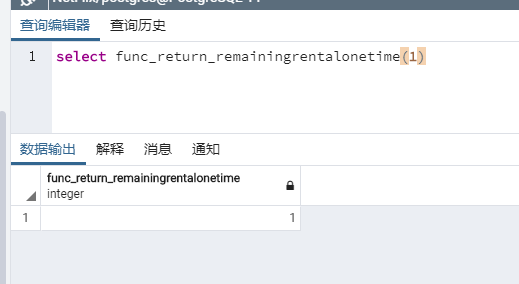 查询编辑器 查询历史
1 select func_return_remainingrentalonetime(1)
数据输出 解释 消息 通知
func_return_remainingrentalonetime
integer
1 1